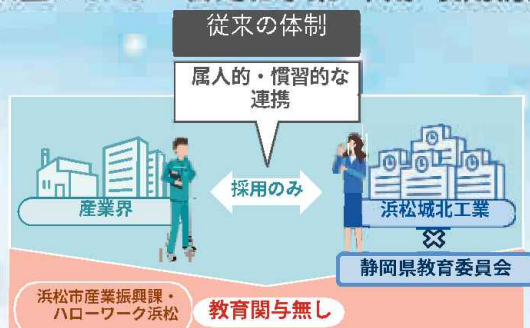 従来の体制
属人的・慣習的な
連携
採用のみ
産業界
浜松城北工業
静岡県教育委員会
浜松市産業振興課・
ハローワーク浜松
教育関与無し